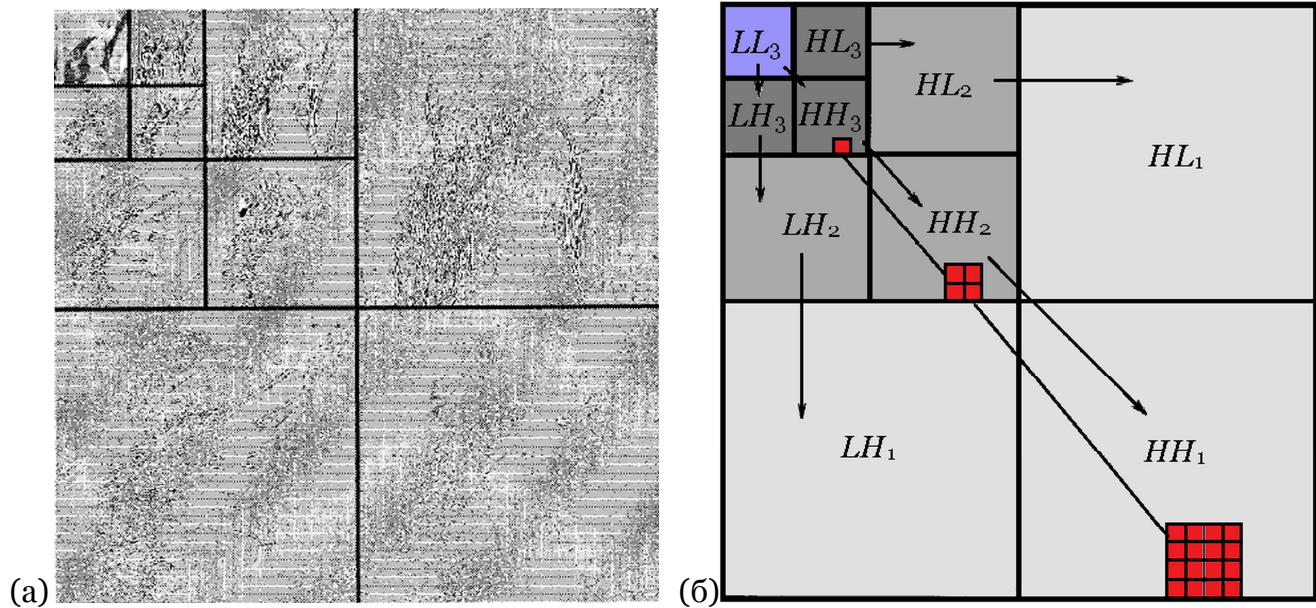 LL₃ HL₃
HL₂
LH₃ HH₃
HL₁
LH₂ HH₂
LH₁ HH₁
(а) (б)